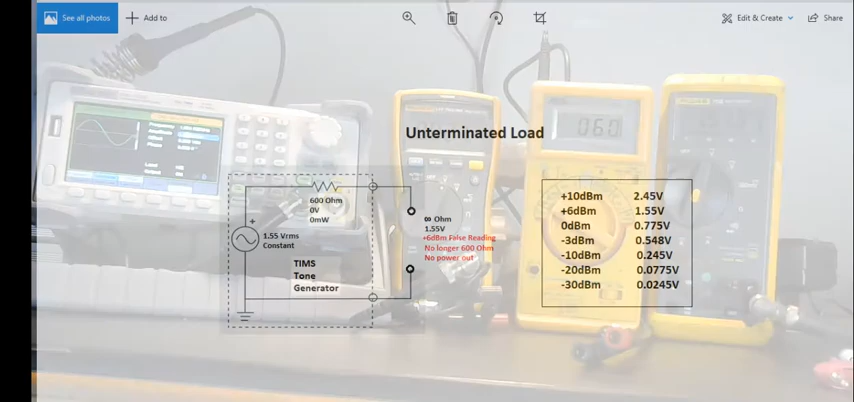 See all photos
Add to
Edit & Create
Share
Unterminated Load
060
600 Ohm
0V
0mW
+
1.55 Vrms
Constant
TIMS
Tone
Generator
∞ Ohm
1.55V
+6dBm False Reading
No longer 600 Ohm
No power out
+10dBm 2.45V
+6dBm 1.55V
0dBm 0.775V
-3dBm 0.548V
-10dBm 0.245V
-20dBm 0.0775V
-30dBm 0.0245V